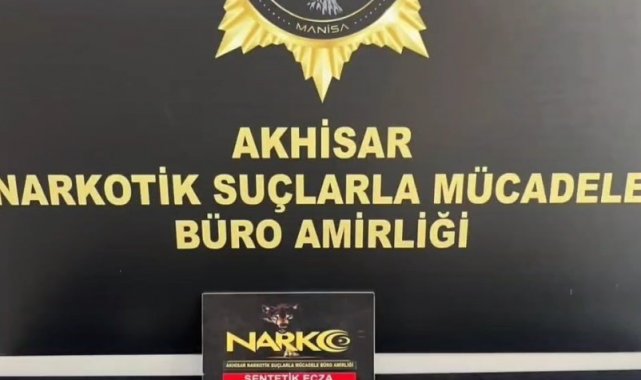 MANİSA
AKHİSAR
NARKOTİK SUÇLARLA MÜCADELE
BÜRO AMİRLİĞİ
NARKO
AKHİSAR NARKOTİK SUÇLARLA MÜCADELE BÜRO AMİRLİĞİ
SENTETİK ECZA